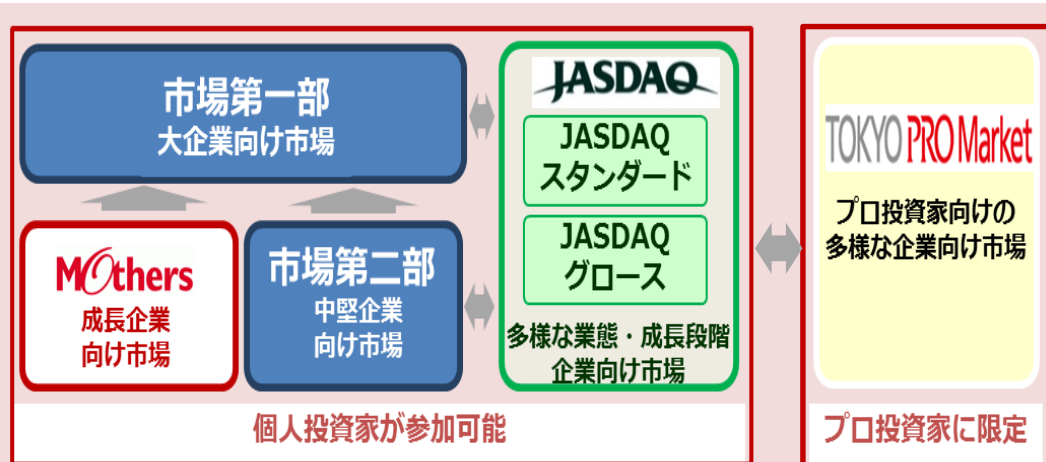 市場第一部
大企業向け市場
Mothers
成長企業
向け市場
市場第二部
中堅企業
向け市場
JASDAQ
JASDAQ
スタンダード
JASDAQ
グロース
多様な業態・成長段階
企業向け市場
個人投資家が参加可能
TOKYO PRO Market
プロ投資家向けの
多様な企業向け市場
プロ投資家に限定